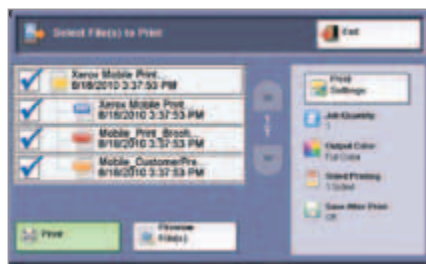 Select File(s) to Print
Exit
Xerox Mobile Print...
8/18/2010 3:37:53 PM
Xerox Mobile Print
8/18/2010 3:37:53 PM
Mobile_Print_Broch...
8/18/2010 3:37:53 PM
Mobile_CustomerPre...
8/18/2010 3:37:53 PM
Print
Settings
Job Quantity
1
Output Color
Full Color
Sided Printing
1 Sided
Save After Print
Off
Print
Preview
File(s)